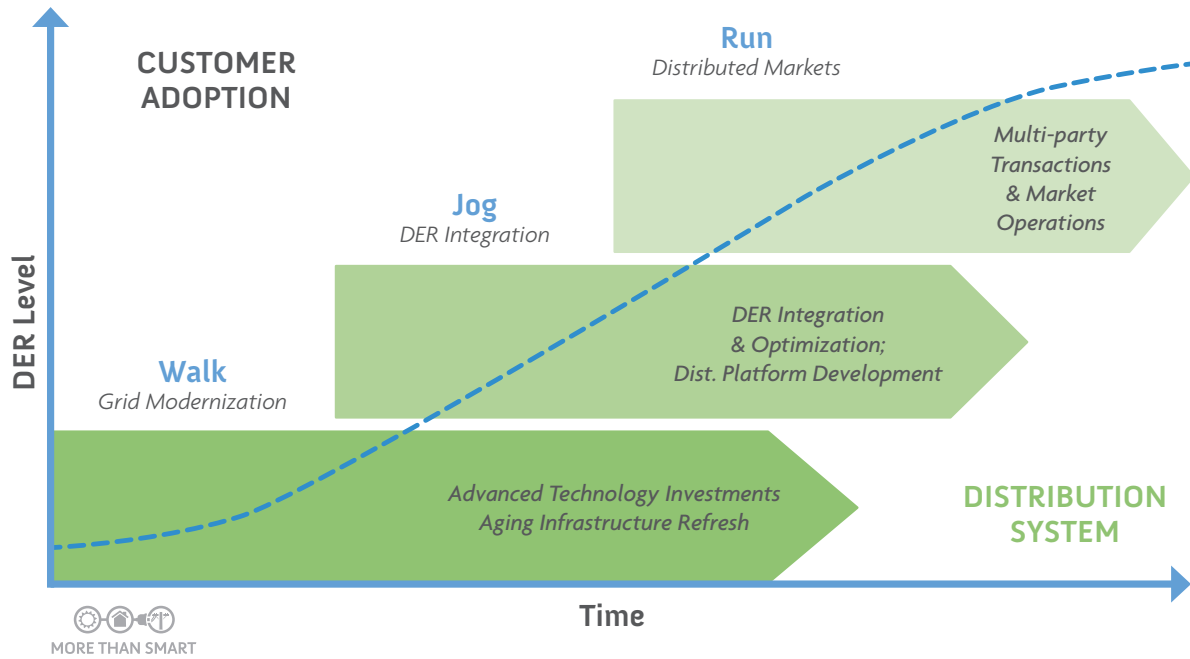 CUSTOMER
ADOPTION
Run
Distributed Markets
Multi-party
Transactions
& Market
Operations
Jog
DER Integration
DER Integration
& Optimization;
Dist. Platform Development
Walk
Grid Modernization
Advanced Technology Investments
Aging Infrastructure Refresh
DISTRIBUTION
SYSTEM
DER Level
Time
MORE THAN SMART